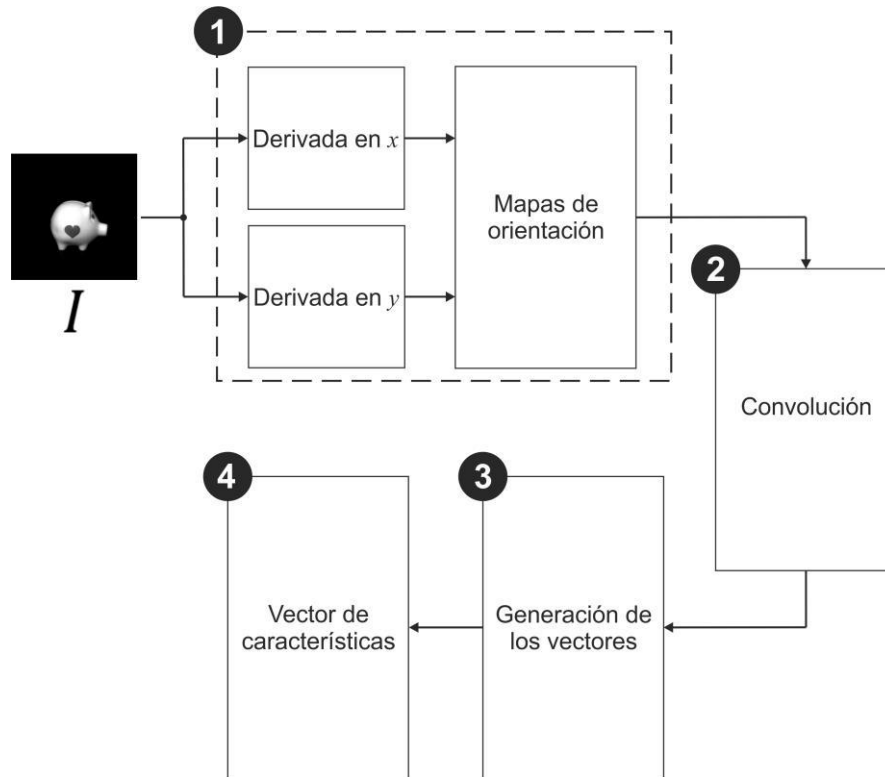 1
Derivada en x
Mapas de
orientación
Derivada en y
I
2
Convolución
3
Generación de
los vectores
4
Vector de
características